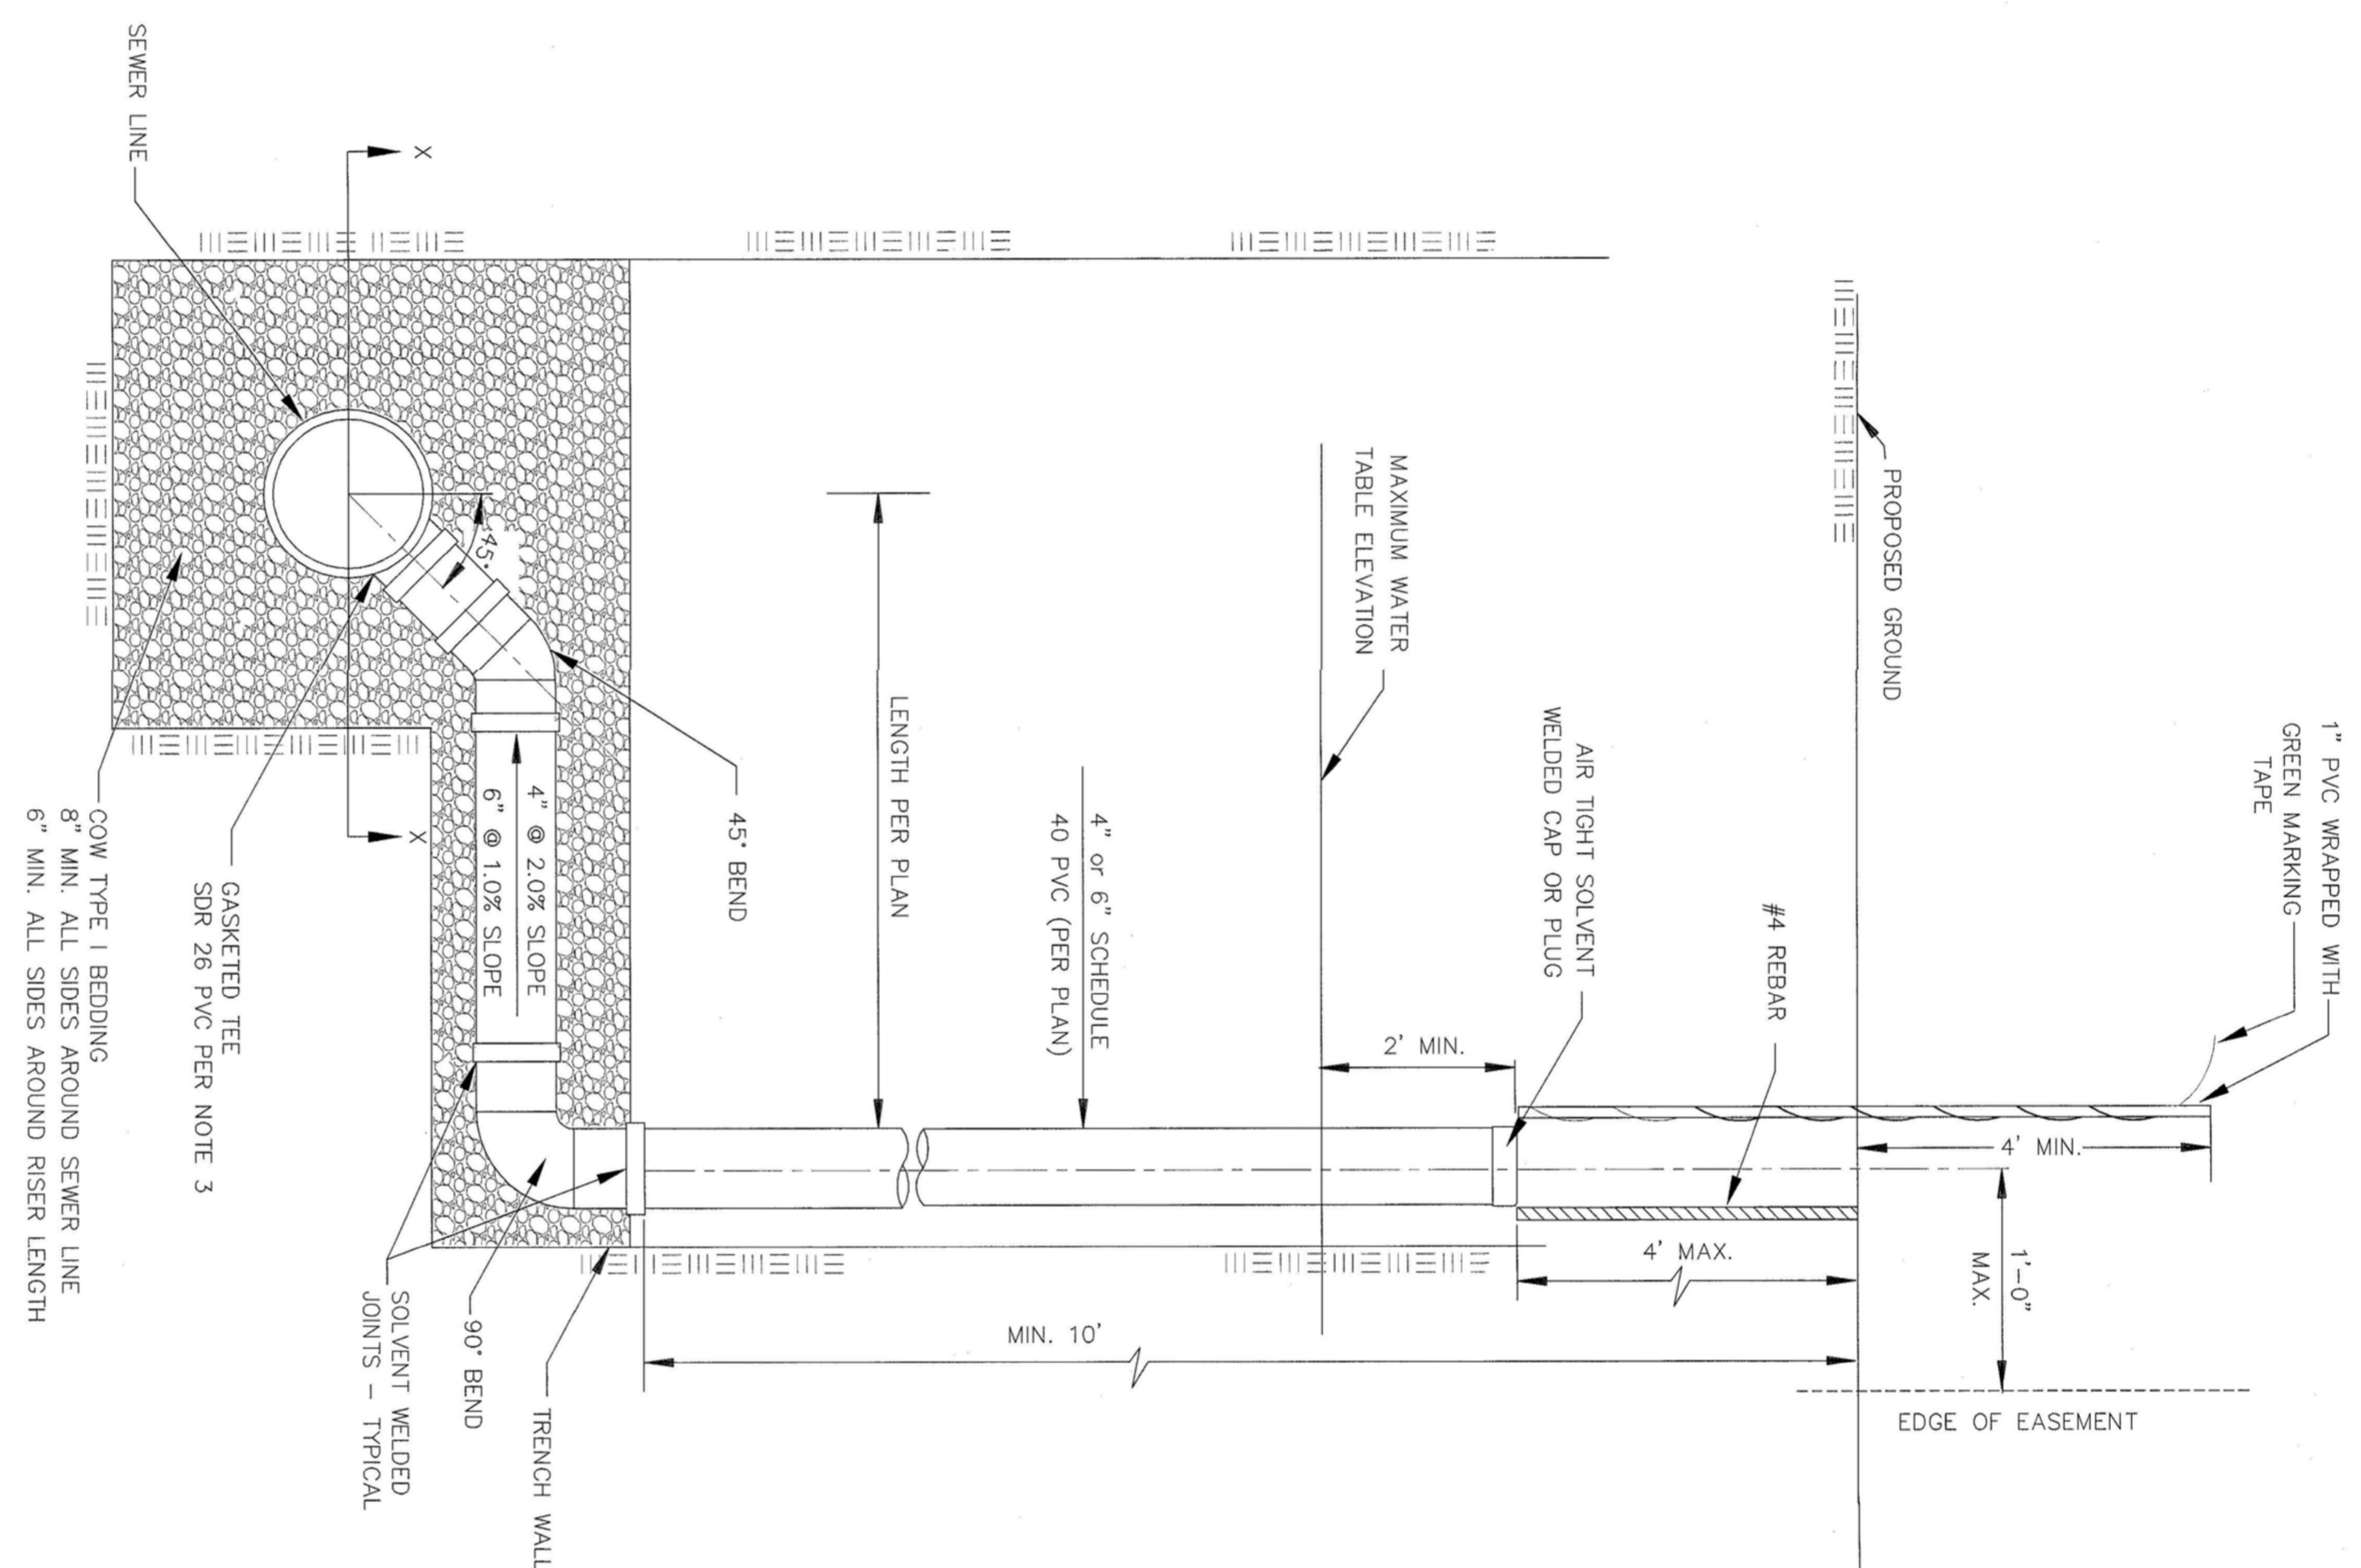 1" PVC WRAPPED WITH
GREEN MARKING
TAPE
PROPOSED GROUND
4' MIN.
1'-0"
MAX.
EDGE OF EASEMENT
#4 REBAR
4' MAX.
AIR TIGHT SOLVENT
WELDED CAP OR PLUG
2' MIN.
MAXIMUM WATER
TABLE ELEVATION
4" or 6" SCHEDULE
40 PVC (PER PLAN)
MIN. 10'
LENGTH PER PLAN
45° BEND
45°
4" @ 2.0% SLOPE
6" @ 1.0% SLOPE
X
X
SEWER LINE
TRENCH WALL
90° BEND
SOLVENT WELDED
JOINTS - TYPICAL
GASKETED TEE
SDR 26 PVC PER NOTE 3
COW TYPE I BEDDING
8" MIN. ALL SIDES AROUND SEWER LINE
6" MIN. ALL SIDES AROUND RISER LENGTH